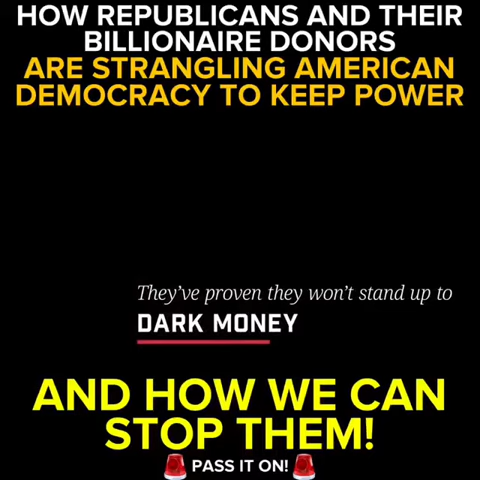 HOW REPUBLICANS AND THEIR
BILLIONAIRE DONORS
ARE STRANGLING AMERICAN
DEMOCRACY TO KEEP POWER
They've proven they won't stand up to
DARK MONEY
AND HOW WE CAN
STOP THEM!
PASS IT ON!